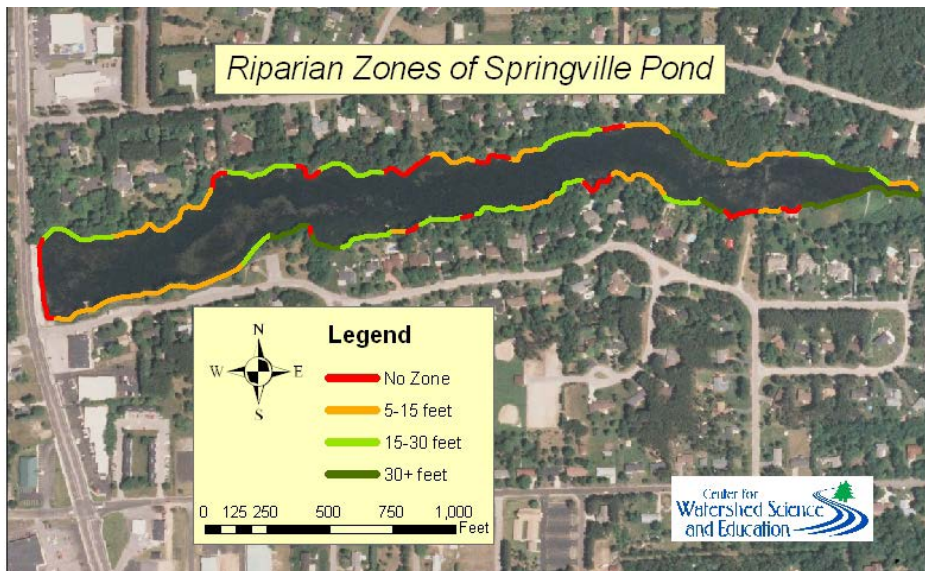 Riparian Zones of Springville Pond
Legend
N
W E
S
No Zone
5-15 feet
15-30 feet
30+ feet
0 125 250 500 750 1,000
Feet
Center for
Watershed Science
and Education